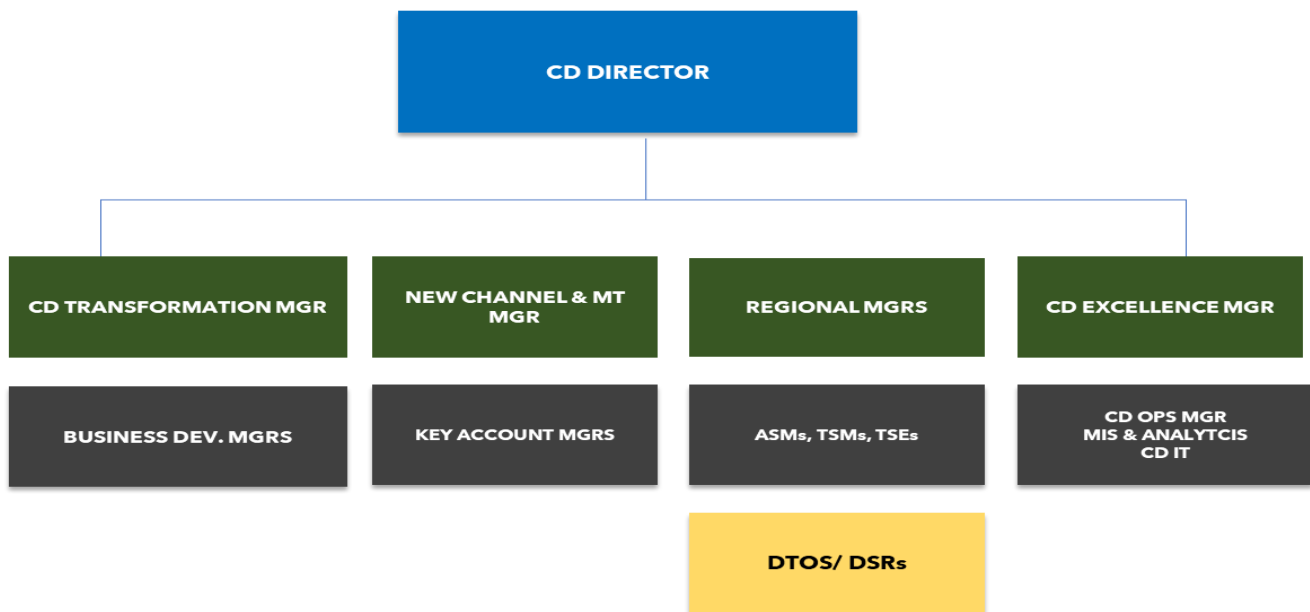 CD DIRECTOR
CD TRANSFORMATION MGR
NEW CHANNEL & MT
MGR
REGIONAL MGRS
CD EXCELLENCE MGR
BUSINESS DEV. MGRS
KEY ACCOUNT MGRS
ASMs, TSMs, TSEs
CD OPS MGR
MIS & ANALYTCIS
CD IT
DTOS/ DSRs